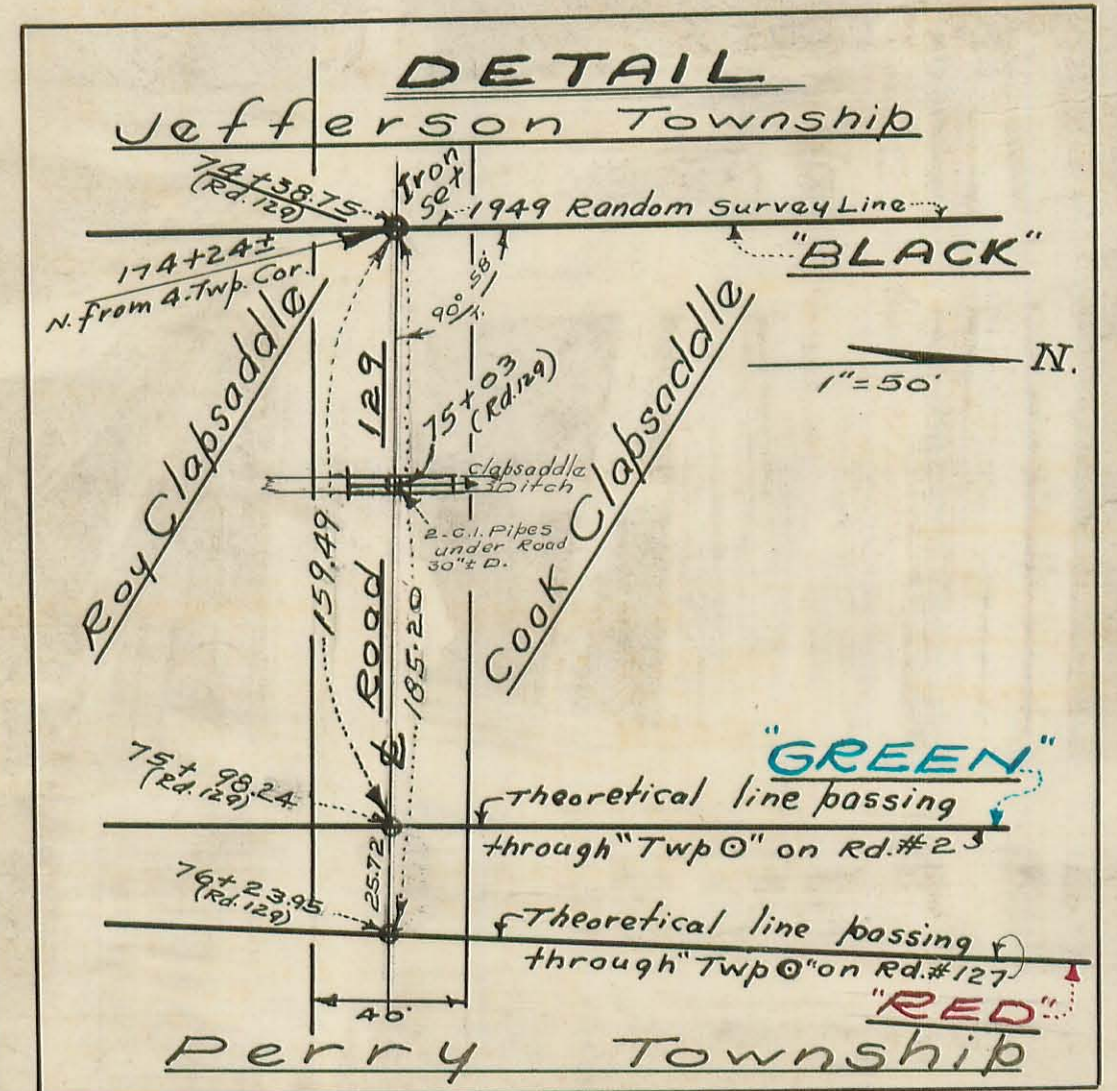 DETAIL
Jefferson Township
74+38.75
(Rd.129)
Iron
Set
1949 Random Survey Line
"BLACK"
174+24±
N. from 4. Twp. Cor.
90° 58'
N.
1"=50'
Roy Clapsaddle
Cook Clapsaddle
75+03
(Rd.129)
Clapsaddle
Ditch
2-C.I. Pipes
under Road
30"± D.
℄ Road 129
159.49
185.20
"GREEN"
75+98.24
(Rd.129)
Theoretical line passing
through "Twp ⊙" on Rd.#2
25.72
76+23.95
(Rd.129)
Theoretical line passing
through "Twp ⊙" on Rd.#127
"RED"
40'
Perry Township